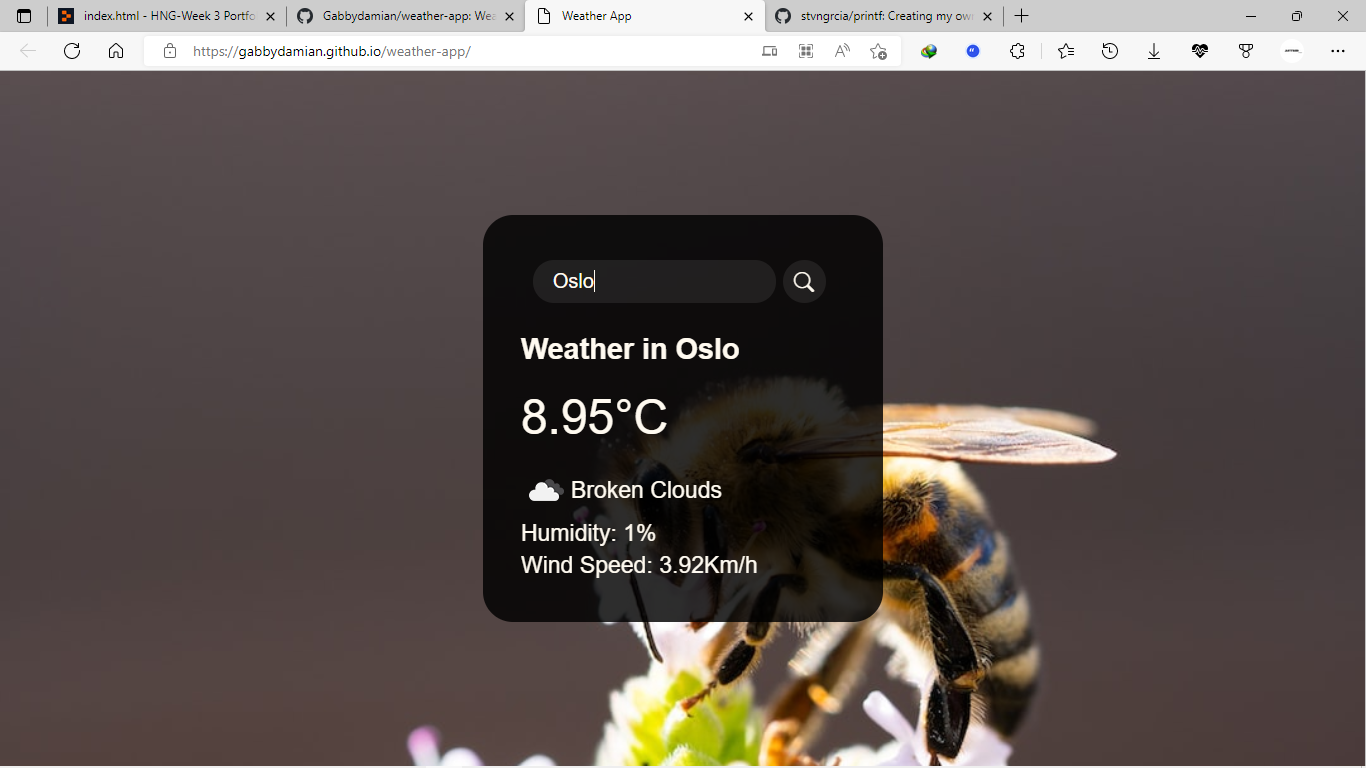 index.html - HNG-Week 3 Portfo
Gabbydamian/weather-app: Wea
Weather App
stvngrcia/printf: Creating my own
https://gabbydamian.github.io/weather-app/
Oslo
Weather in Oslo
8.95°C
Broken Clouds
Humidity: 1%
Wind Speed: 3.92Km/h